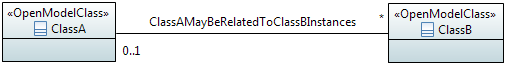 «OpenModelClass»
ClassA
ClassAMayBeRelatedToClassBInstances
*
0..1
«OpenModelClass»
ClassB